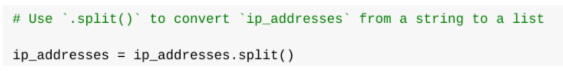 # Use `.split()` to convert `ip_addresses` from a string to a list
ip_addresses = ip_addresses.split()